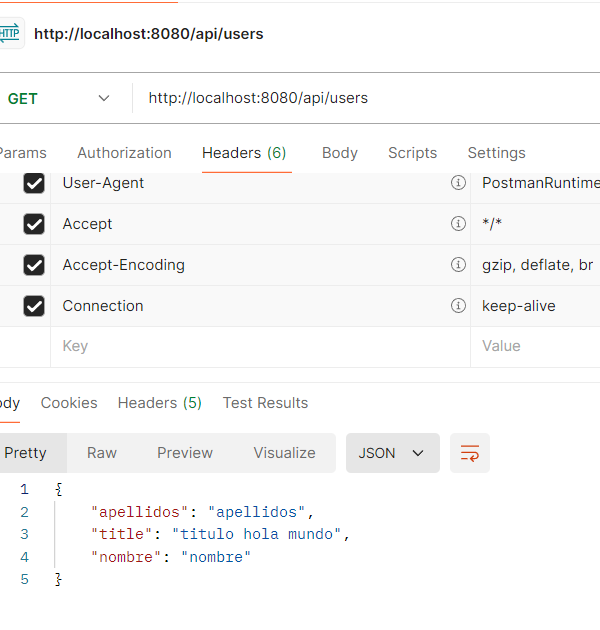 HTTP http://localhost:8080/api/users
GET http://localhost:8080/api/users
Params Authorization Headers (6) Body Scripts Settings
User-Agent PostmanRuntime
Accept */*
Accept-Encoding gzip, deflate, br
Connection keep-alive
Key Value
ody Cookies Headers (5) Test Results
Pretty Raw Preview Visualize JSON
1 {
2 "apellidos": "apellidos",
3 "title": "titulo hola mundo",
4 "nombre": "nombre"
5 }